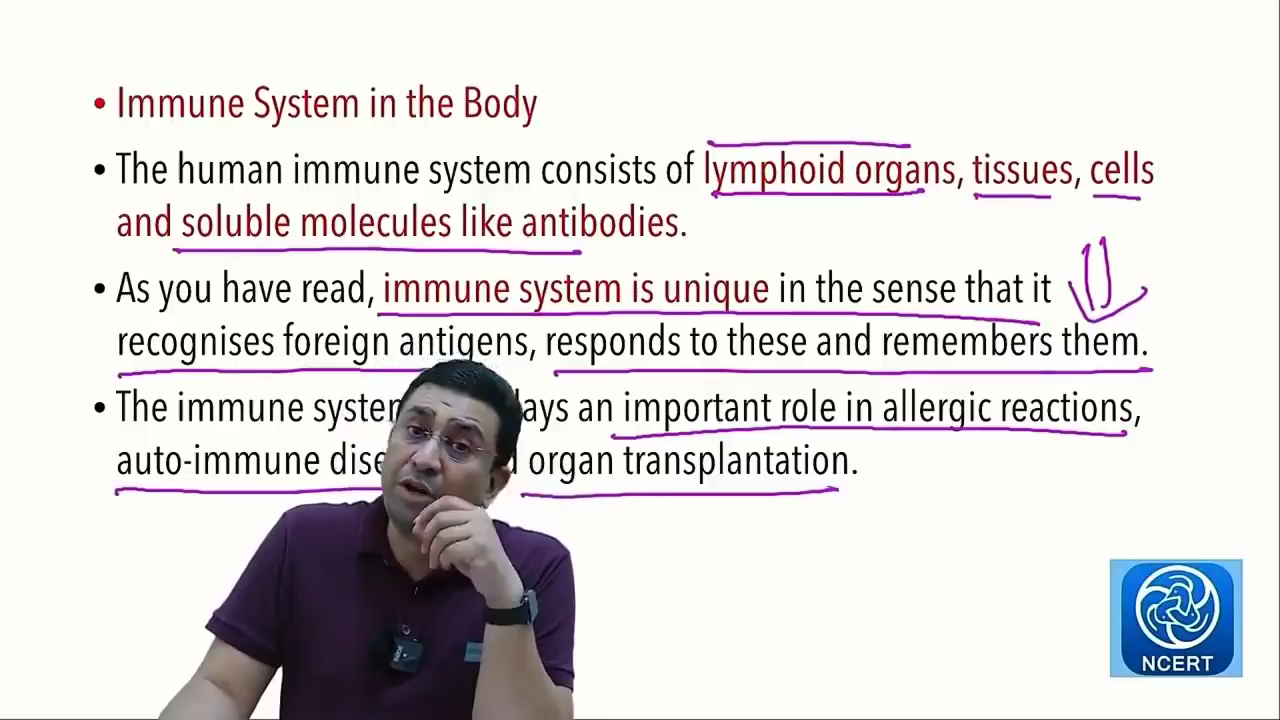 • Immune System in the Body
• The human immune system consists of lymphoid organs, tissues, cells
and soluble molecules like antibodies.
• As you have read, immune system is unique in the sense that it
recognises foreign antigens, responds to these and remembers them.
• The immune system ays an important role in allergic reactions,
auto-immune dise organ transplantation.
NCERT